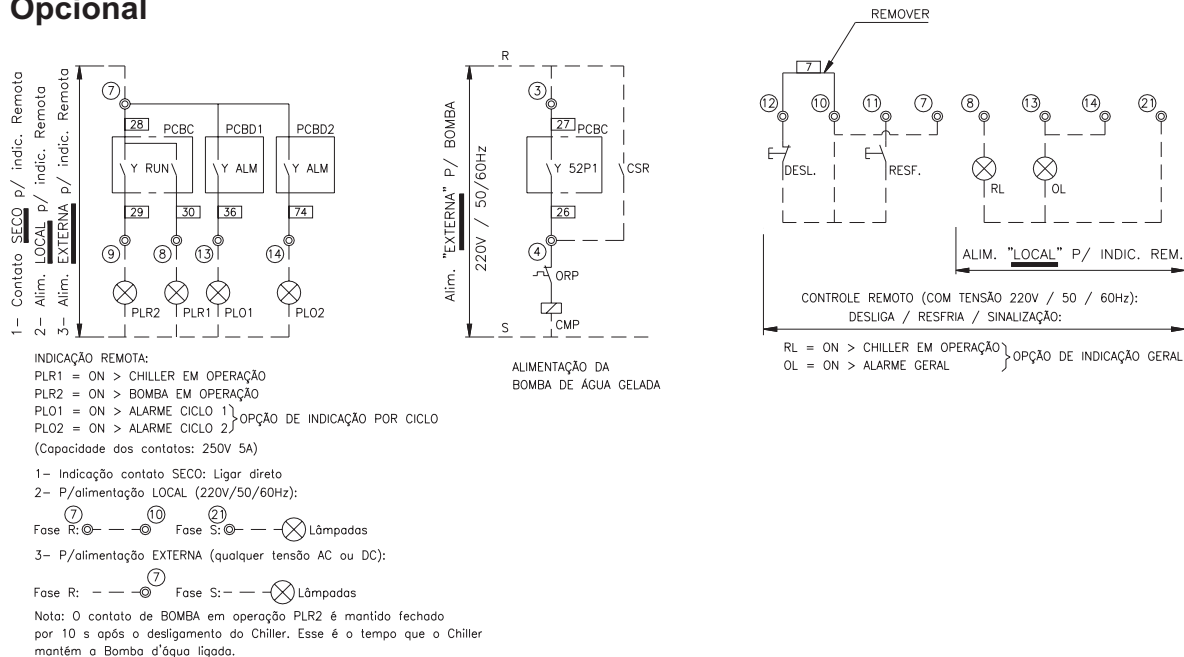 Opcional
1- Contato SECO p/ indic. Remota
2- Alim. LOCAL p/ indic. Remota
3- Alim. EXTERNA p/ indic. Remota
7
28
PCBC
PCBD1
PCBD2
Y RUN
Y ALM
Y ALM
29
30
36
74
9
8
13
14
PLR2
PLR1
PLO1
PLO2
INDICAÇÃO REMOTA:
PLR1 = ON > CHILLER EM OPERAÇÃO
PLR2 = ON > BOMBA EM OPERAÇÃO
PLO1 = ON > ALARME CICLO 1
PLO2 = ON > ALARME CICLO 2
OPÇÃO DE INDICAÇÃO POR CICLO
(Capacidade dos contatos: 250V 5A)
1- Indicação contato SECO: Ligar direto
2- P/alimentação LOCAL (220V/50/60Hz):
7
10
21
Fase R:
Fase S:
Lâmpadas
3- P/alimentação EXTERNA (qualquer tensão AC ou DC):
7
Fase R:
Fase S:
Lâmpadas
Nota: O contato de BOMBA em operação PLR2 é mantido fechado
por 10 s após o desligamento do Chiller. Esse é o tempo que o Chiller
mantém a Bomba d'água ligada.
Alim. "EXTERNA" P/ BOMBA
220V / 50/60Hz
R
3
27
PCBC
Y 52P1
CSR
26
4
ORP
CMP
S
ALIMENTAÇÃO DA
BOMBA DE ÁGUA GELADA
REMOVER
7
12
10
11
7
8
13
14
21
DESL.
RESF.
RL
OL
ALIM. "LOCAL" P/ INDIC. REM.
CONTROLE REMOTO (COM TENSÃO 220V / 50 / 60Hz):
DESLIGA / RESFRIA / SINALIZAÇÃO:
RL = ON > CHILLER EM OPERAÇÃO
OL = ON > ALARME GERAL
OPÇÃO DE INDICAÇÃO GERAL